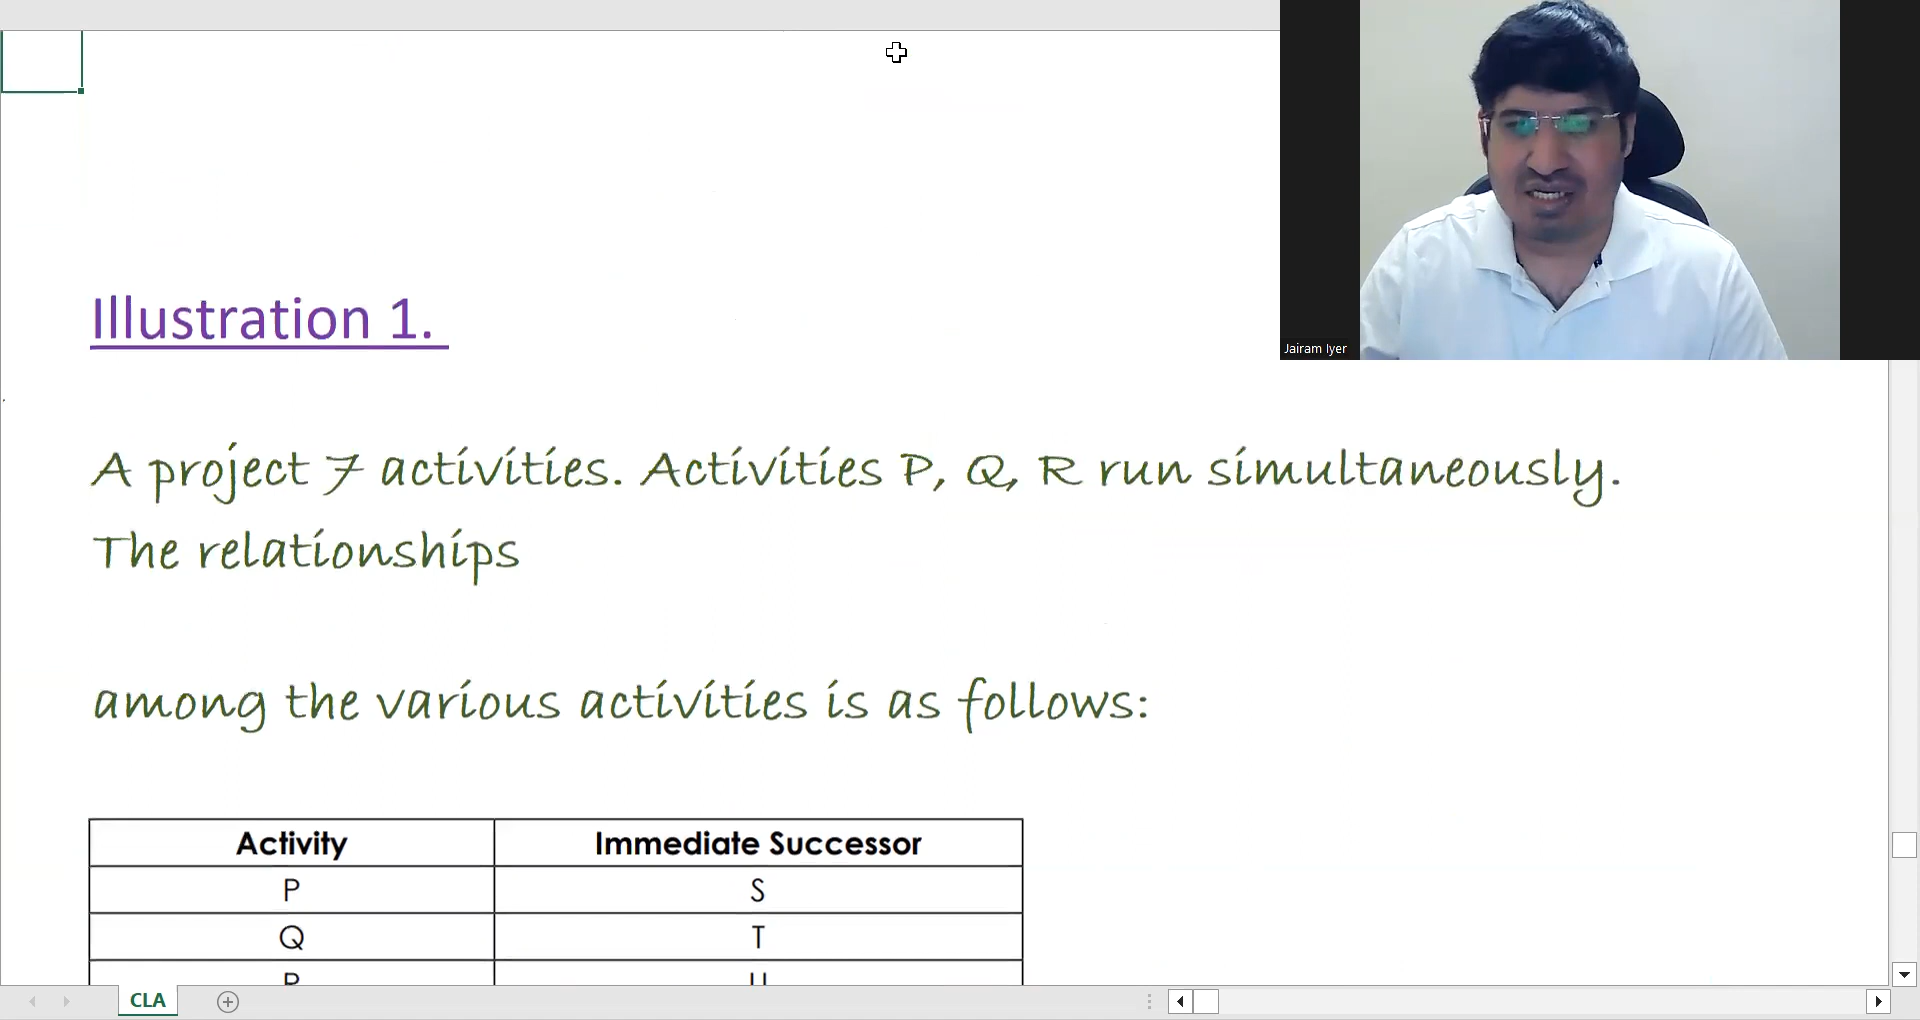 Jairam Iyer
Illustration 1.
A project 7 activities. Activities P, Q, R run simultaneously.
The relationships
among the various activities is as follows:
Activity Immediate Successor
P S
Q T
R U
CLA